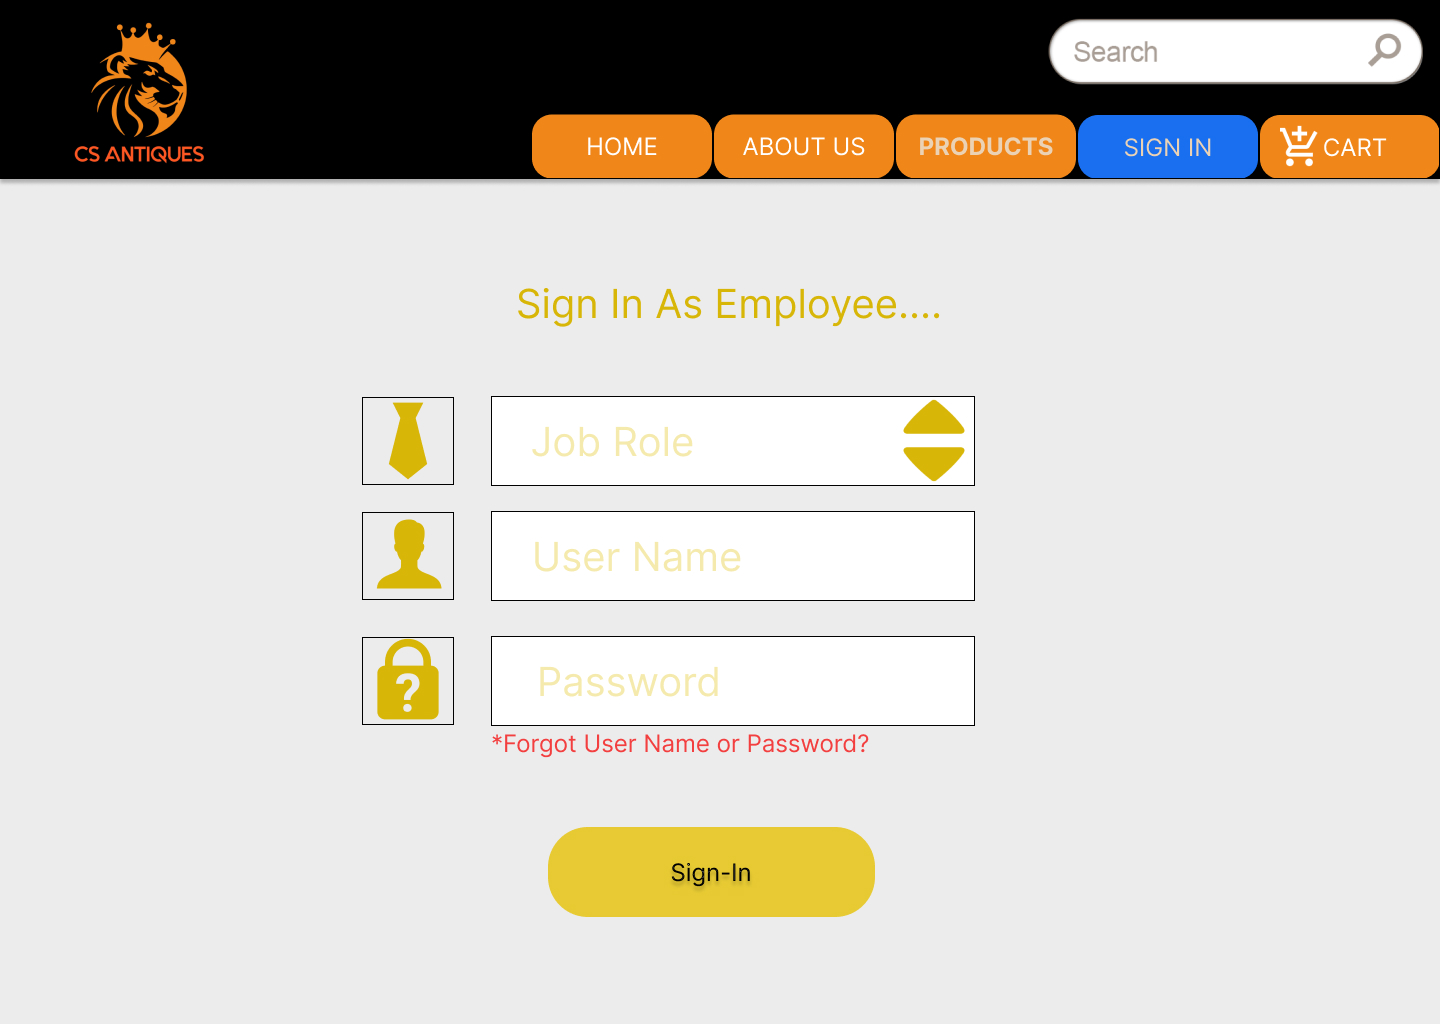 CS ANTIQUES
Search
HOME
ABOUT US
PRODUCTS
SIGN IN
CART
Sign In As Employee....
Job Role
User Name
?
Password
*Forgot User Name or Password?
Sign-In